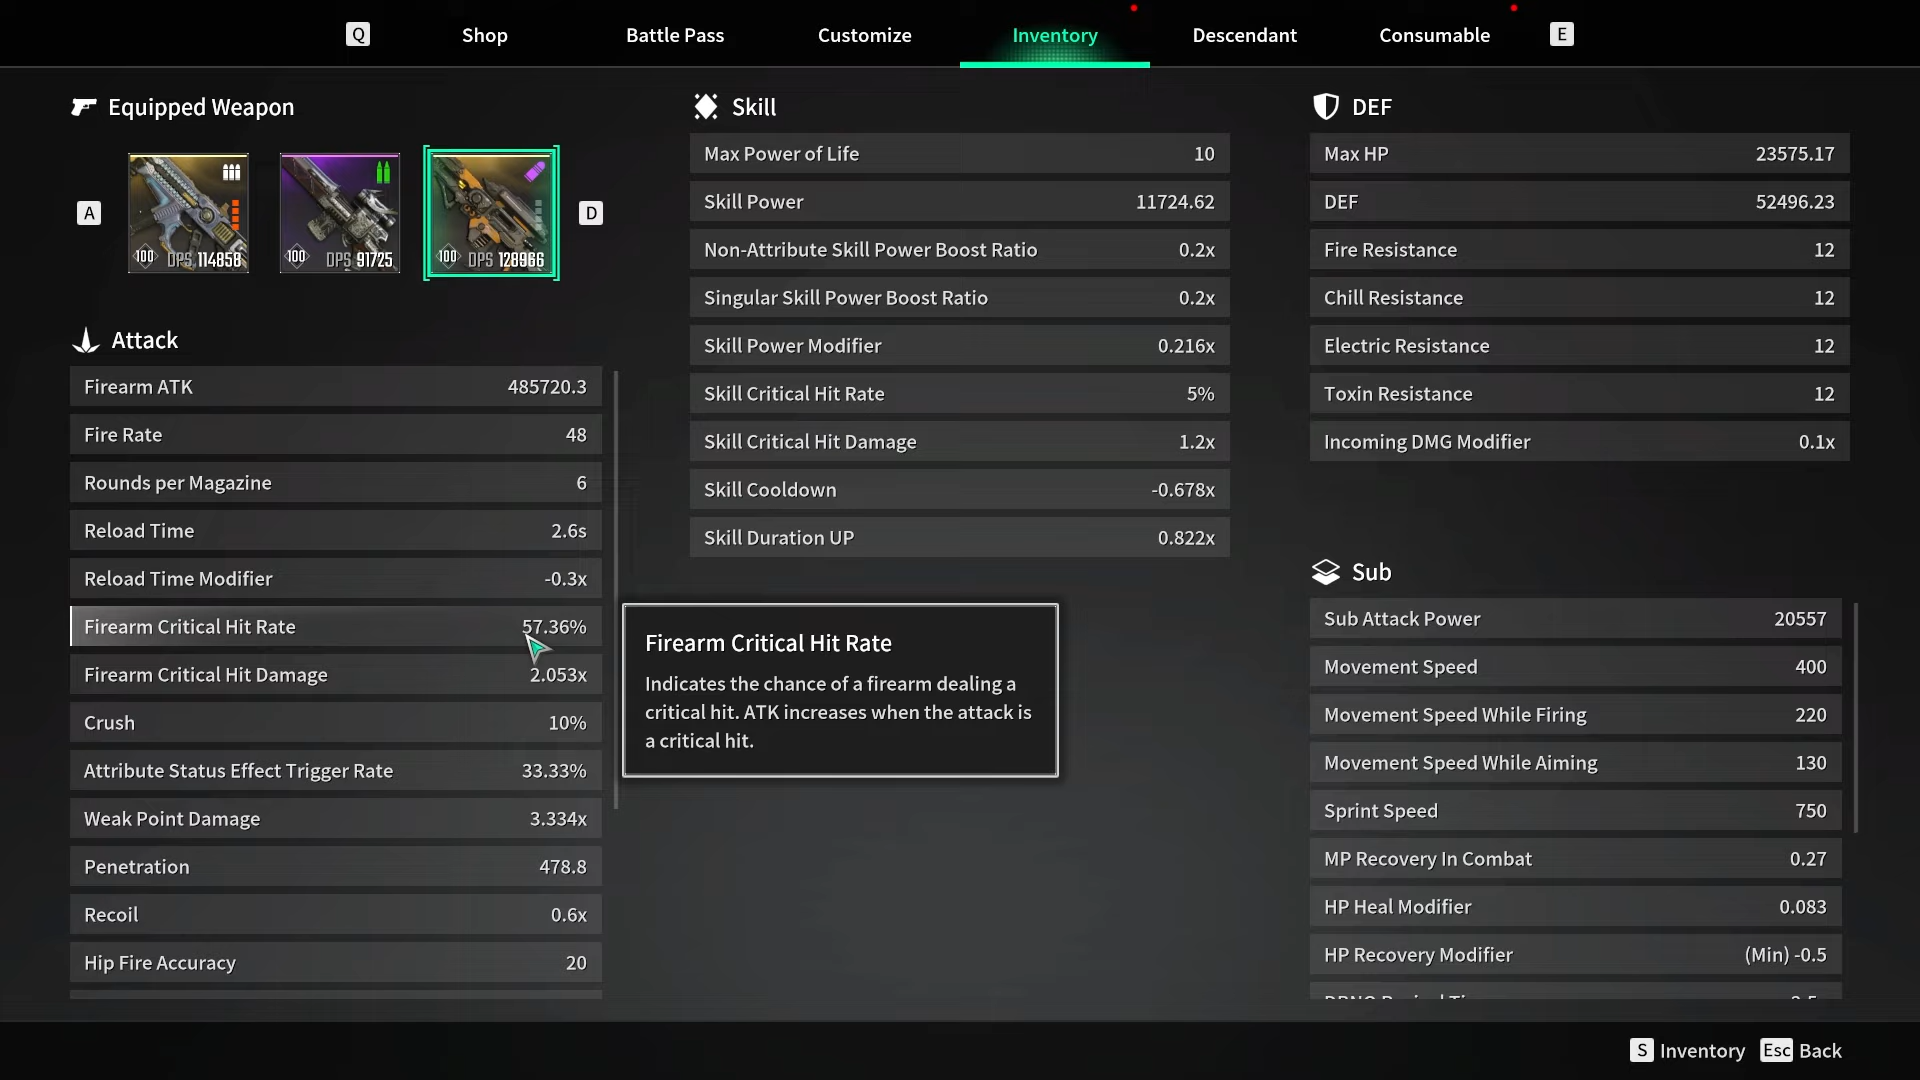 Q Shop Battle Pass Customize Inventory Descendant Consumable E
Equipped Weapon
A
100 DPS 114858
100 DPS 91725
100 DPS 128966
D
Attack
Firearm ATK 485720.3
Fire Rate 48
Rounds per Magazine 6
Reload Time 2.6s
Reload Time Modifier -0.3x
Firearm Critical Hit Rate 57.36%
Firearm Critical Hit Damage 2.053x
Crush 10%
Attribute Status Effect Trigger Rate 33.33%
Weak Point Damage 3.334x
Penetration 478.8
Recoil 0.6x
Hip Fire Accuracy 20
Skill
Max Power of Life 10
Skill Power 11724.62
Non-Attribute Skill Power Boost Ratio 0.2x
Singular Skill Power Boost Ratio 0.2x
Skill Power Modifier 0.216x
Skill Critical Hit Rate 5%
Skill Critical Hit Damage 1.2x
Skill Cooldown -0.678x
Skill Duration UP 0.822x
Firearm Critical Hit Rate
Indicates the chance of a firearm dealing a
critical hit. ATK increases when the attack is
a critical hit.
DEF
Max HP 23575.17
DEF 52496.23
Fire Resistance 12
Chill Resistance 12
Electric Resistance 12
Toxin Resistance 12
Incoming DMG Modifier 0.1x
Sub
Sub Attack Power 20557
Movement Speed 400
Movement Speed While Firing 220
Movement Speed While Aiming 130
Sprint Speed 750
MP Recovery In Combat 0.27
HP Heal Modifier 0.083
HP Recovery Modifier (Min) -0.5
S Inventory Esc Back